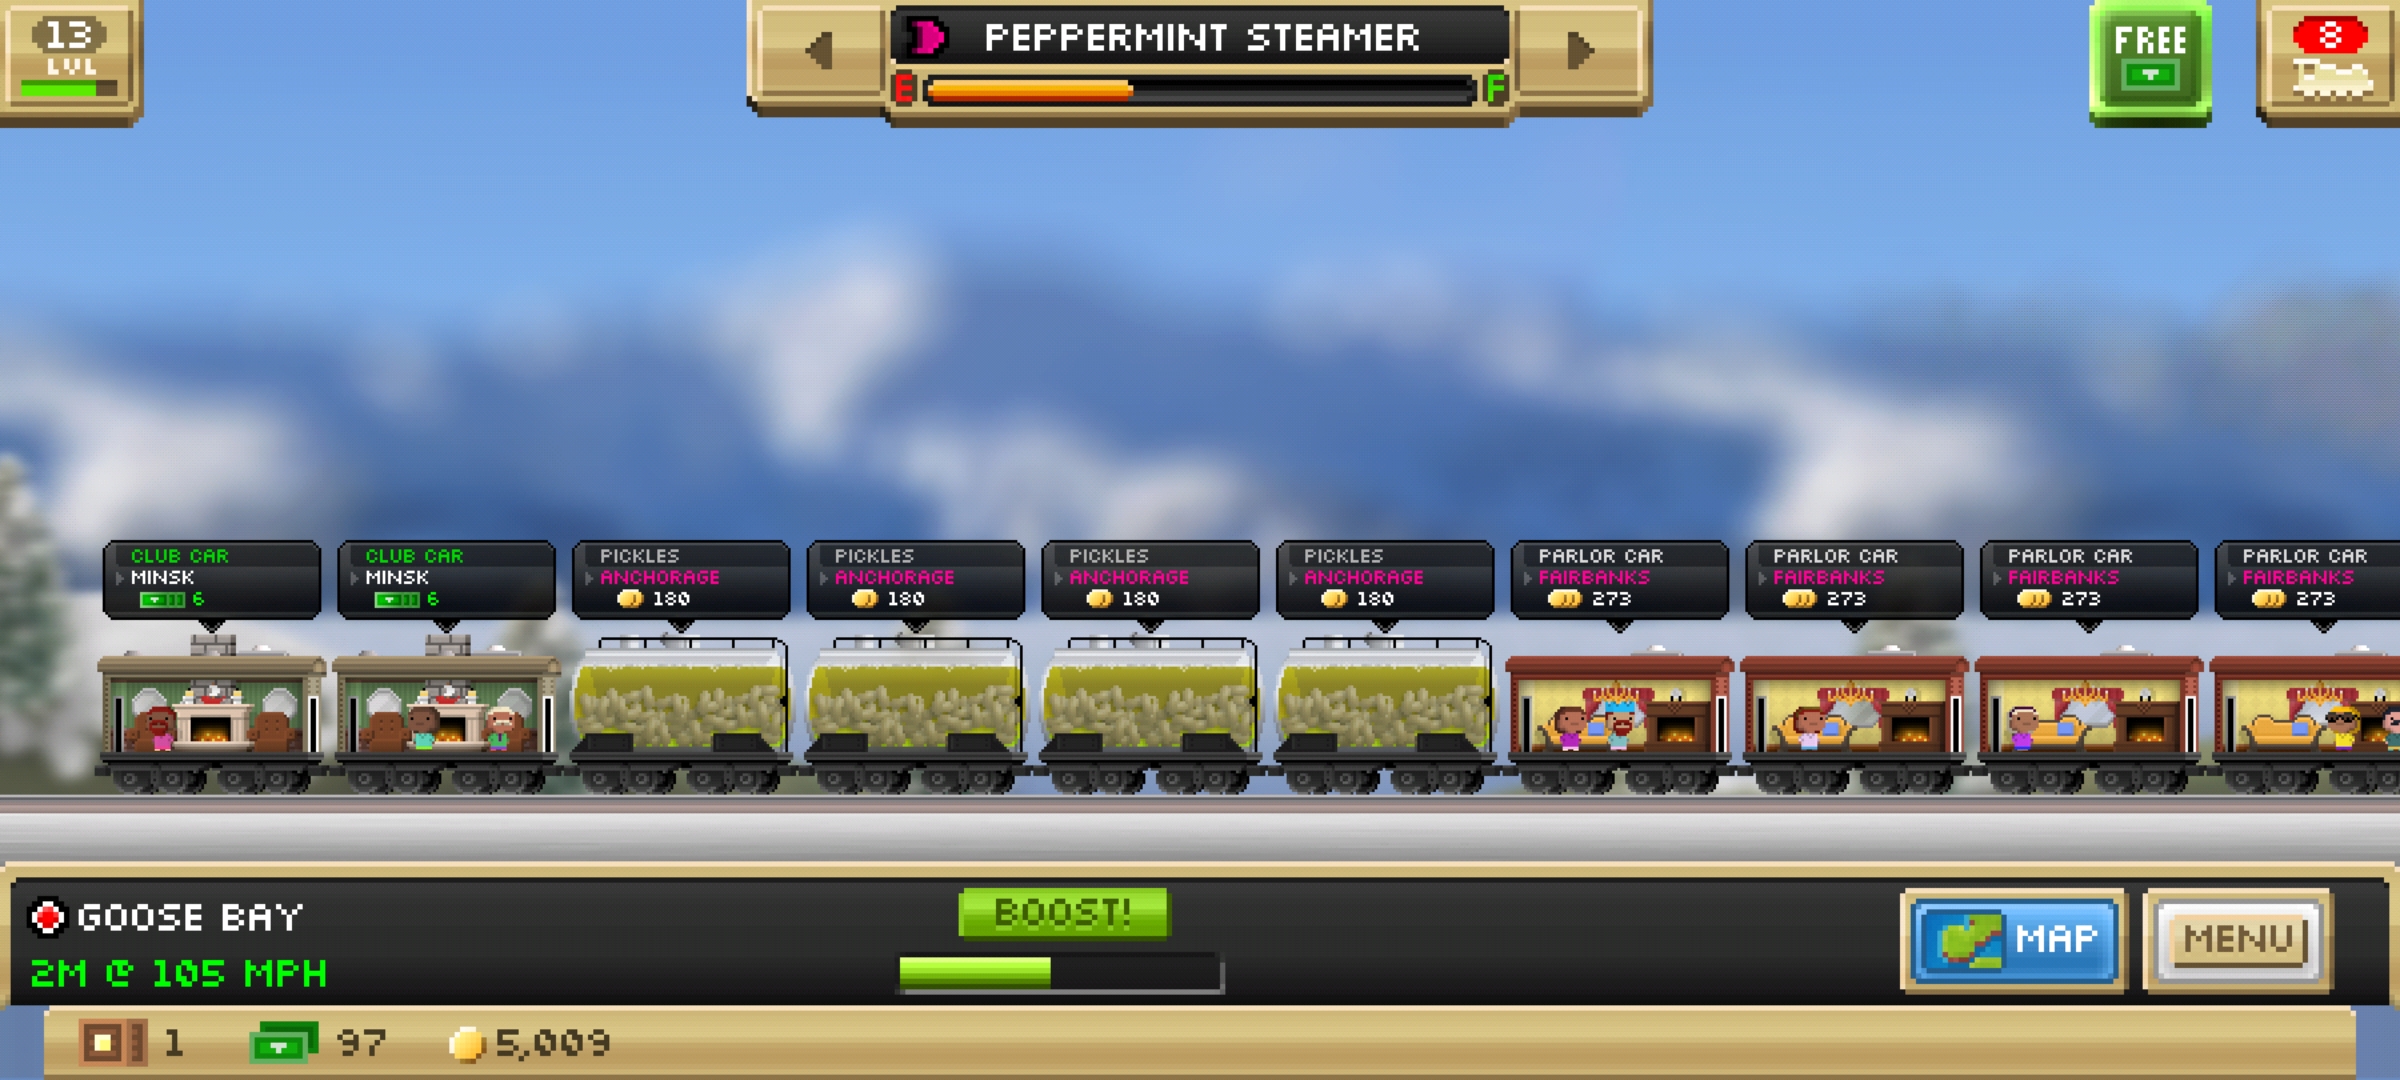 13
LVL
PEPPERMINT STEAMER
E
F
FREE
8
CLUB CAR
MINSK
6
CLUB CAR
MINSK
6
PICKLES
ANCHORAGE
180
PICKLES
ANCHORAGE
180
PICKLES
ANCHORAGE
180
PICKLES
ANCHORAGE
180
PARLOR CAR
FAIRBANKS
273
PARLOR CAR
FAIRBANKS
273
PARLOR CAR
FAIRBANKS
273
PARLOR CAR
FAIRBANKS
273
GOOSE BAY
2M @ 105 MPH
BOOST!
MAP
MENU
1
97
5,009